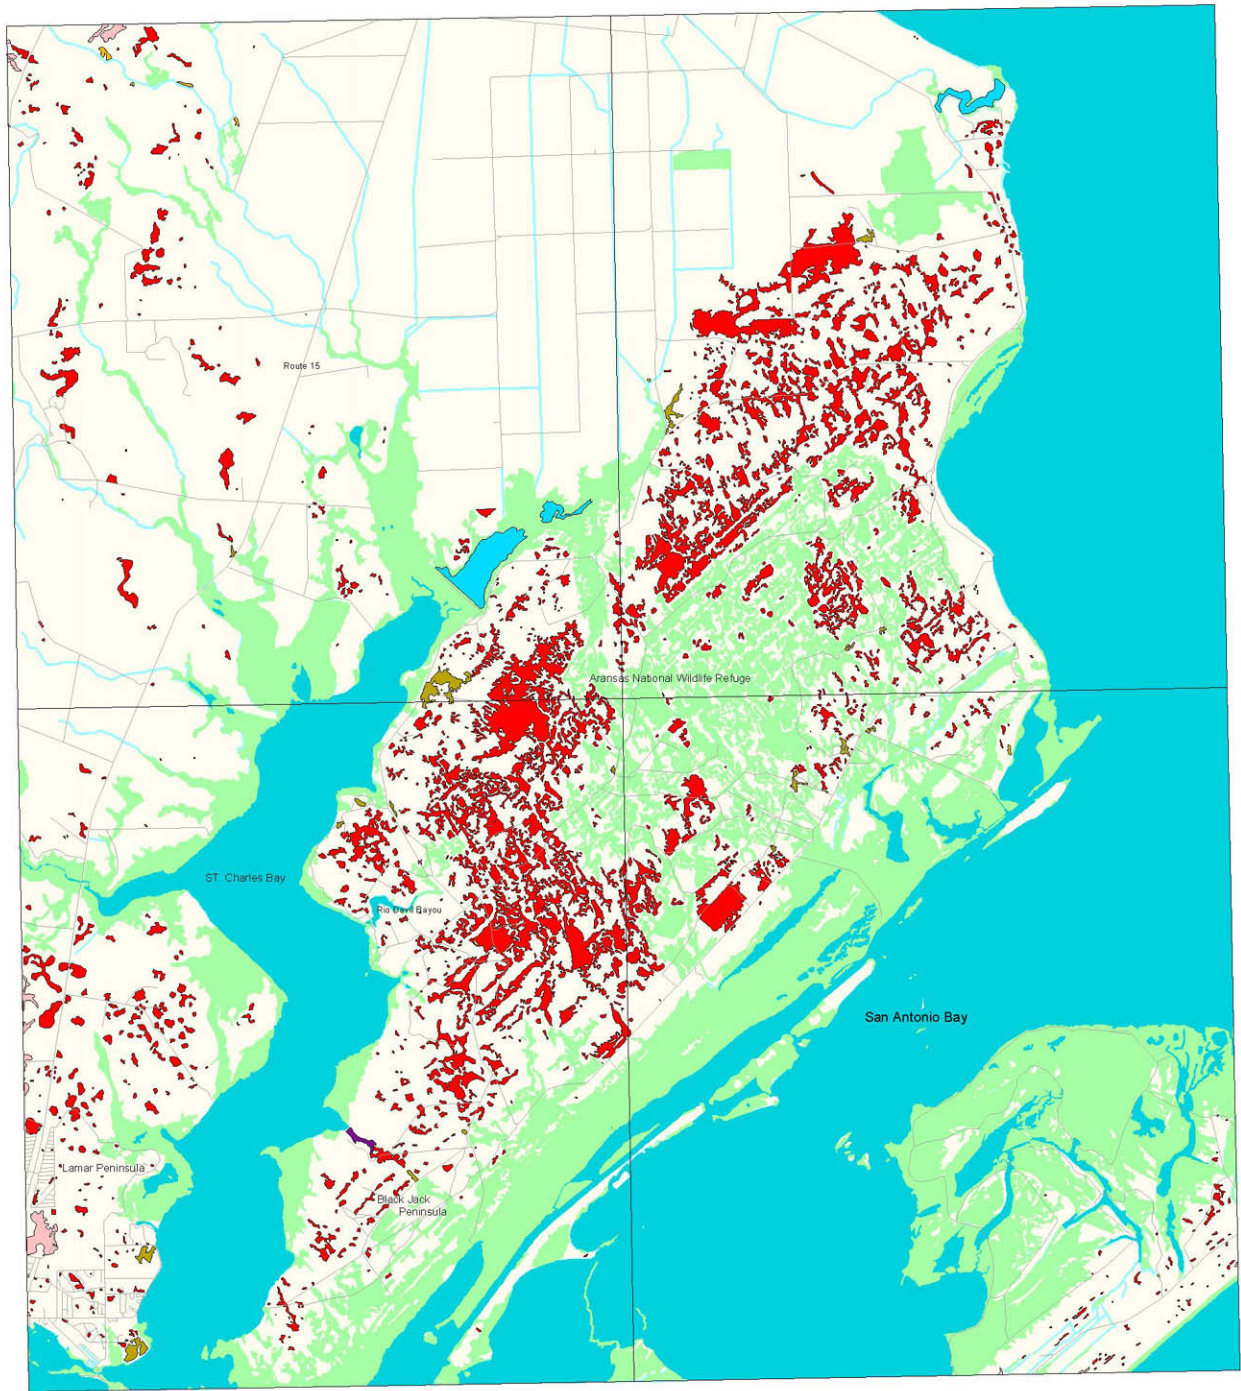 Route 15
Aransas National Wildlife Refuge
ST. Charles Bay
Rio Devil Bayou
San Antonio Bay
Lamar Peninsula
Black Jack
Peninsula